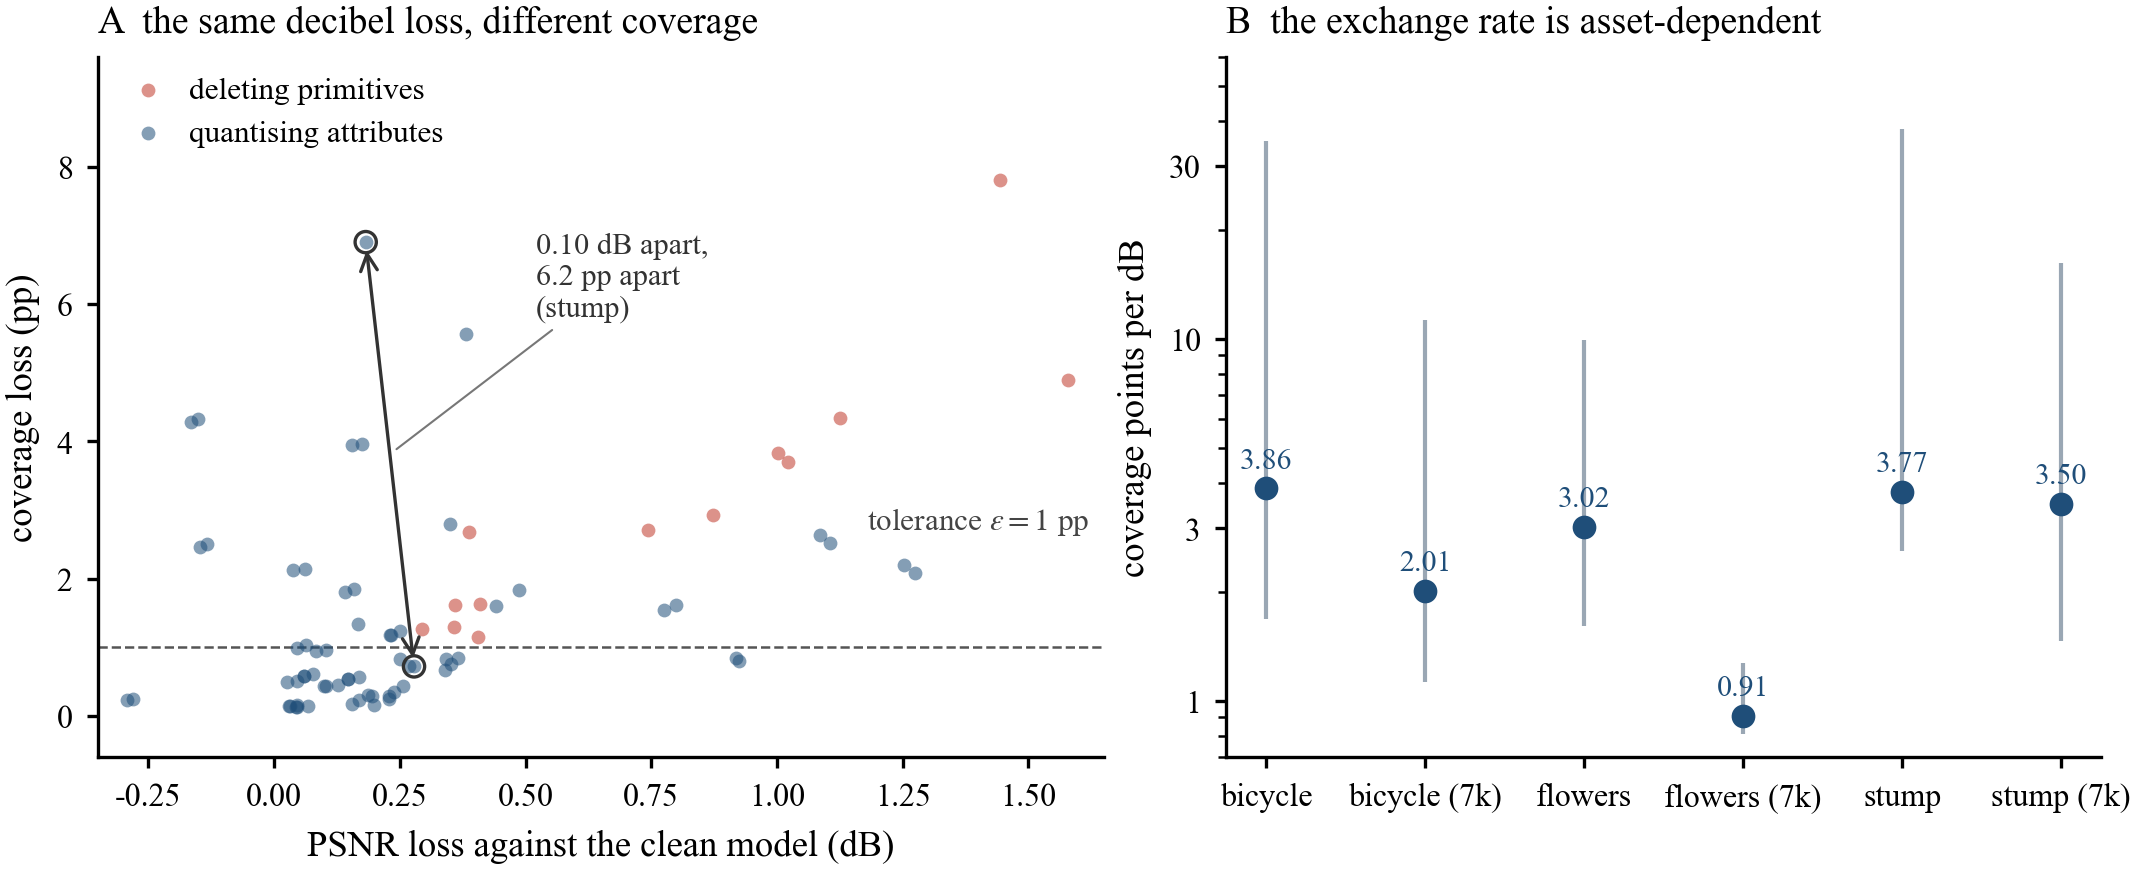 A the same decibel loss, different coverage
deleting primitives
quantising attributes
0.10 dB apart,
6.2 pp apart
(stump)
tolerance ε = 1 pp
coverage loss (pp)
8
6
4
2
0
-0.25 0.00 0.25 0.50 0.75 1.00 1.25 1.50
PSNR loss against the clean model (dB)
B the exchange rate is asset-dependent
coverage points per dB
30
10
3
1
3.86
2.01
3.02
0.91
3.77
3.50
bicycle bicycle (7k) flowers flowers (7k) stump stump (7k)